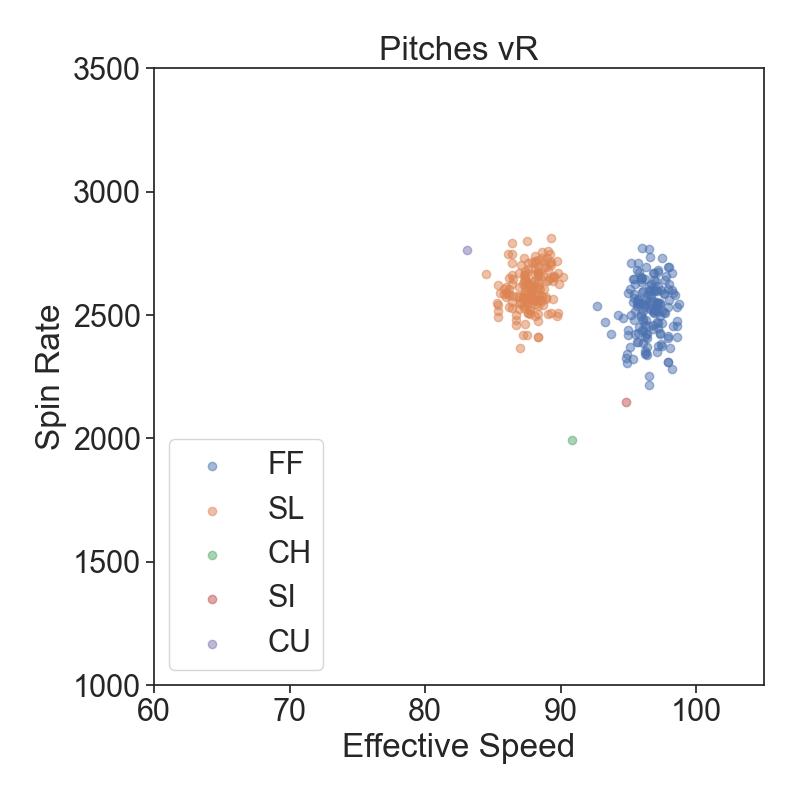 Pitches vR
3500
3000
2500
2000
1500
1000
Spin Rate
FF
SL
CH
SI
CU
60 70 80 90 100
Effective Speed